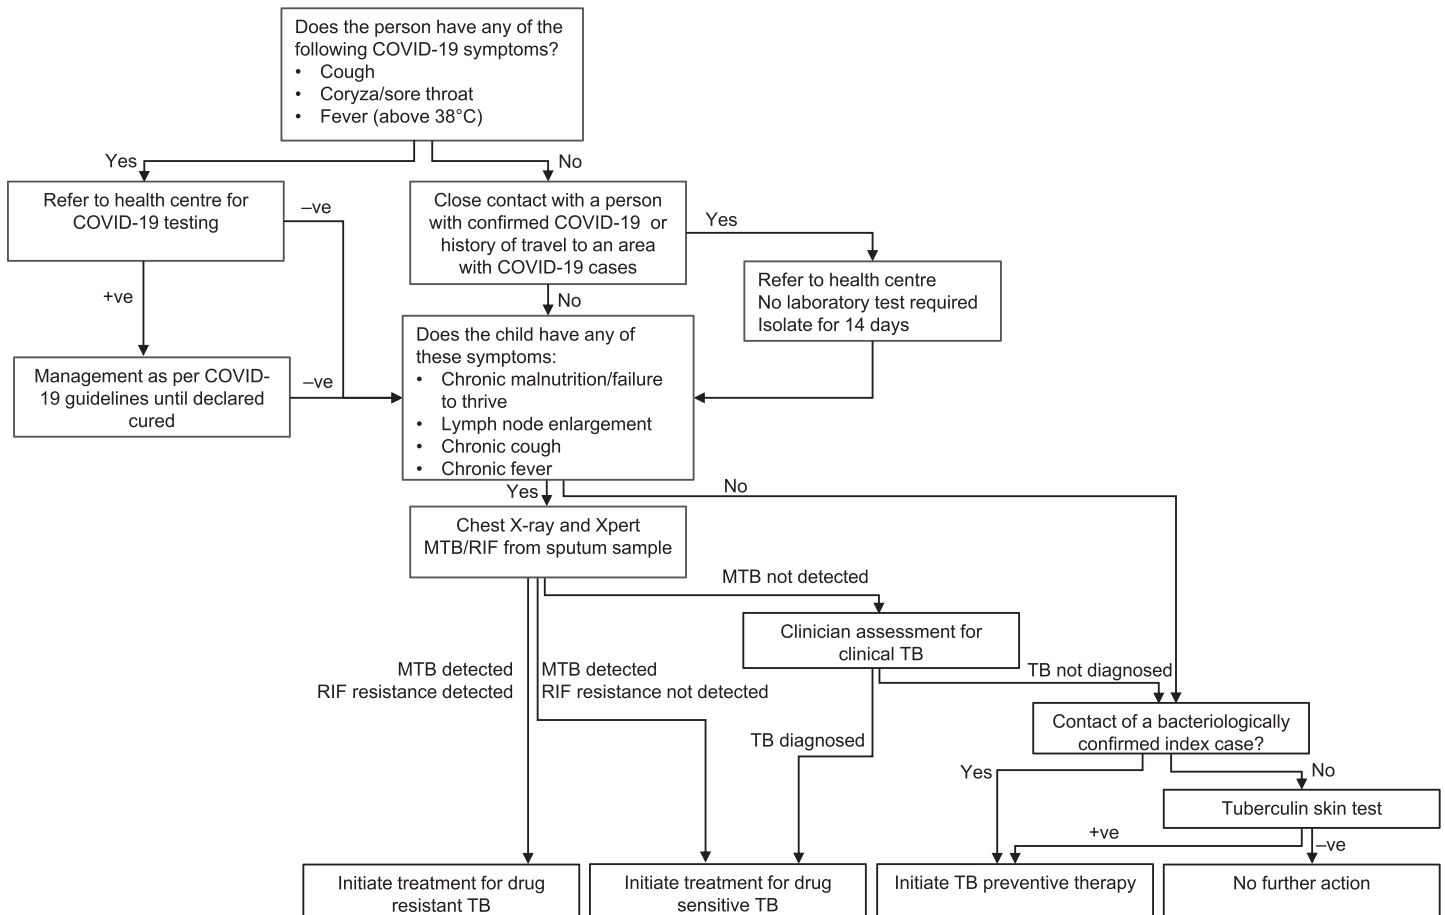 Does the person have any of the
following COVID-19 symptoms?
• Cough
• Coryza/sore throat
• Fever (above 38°C)
Yes
No
Refer to health centre for
COVID-19 testing
–ve
Close contact with a person
with confirmed COVID-19 or
history of travel to an area
with COVID-19 cases
Yes
Refer to health centre
No laboratory test required
Isolate for 14 days
+ve
No
Management as per COVID-
19 guidelines until declared
cured
–ve
Does the child have any of
these symptoms:
• Chronic malnutrition/failure
to thrive
• Lymph node enlargement
• Chronic cough
• Chronic fever
Yes
No
Chest X-ray and Xpert
MTB/RIF from sputum sample
MTB not detected
Clinician assessment for
clinical TB
MTB detected
RIF resistance detected
MTB detected
RIF resistance not detected
TB not diagnosed
TB diagnosed
Contact of a bacteriologically
confirmed index case?
Yes
No
Tuberculin skin test
+ve
–ve
Initiate treatment for drug
resistant TB
Initiate treatment for drug
sensitive TB
Initiate TB preventive therapy
No further action